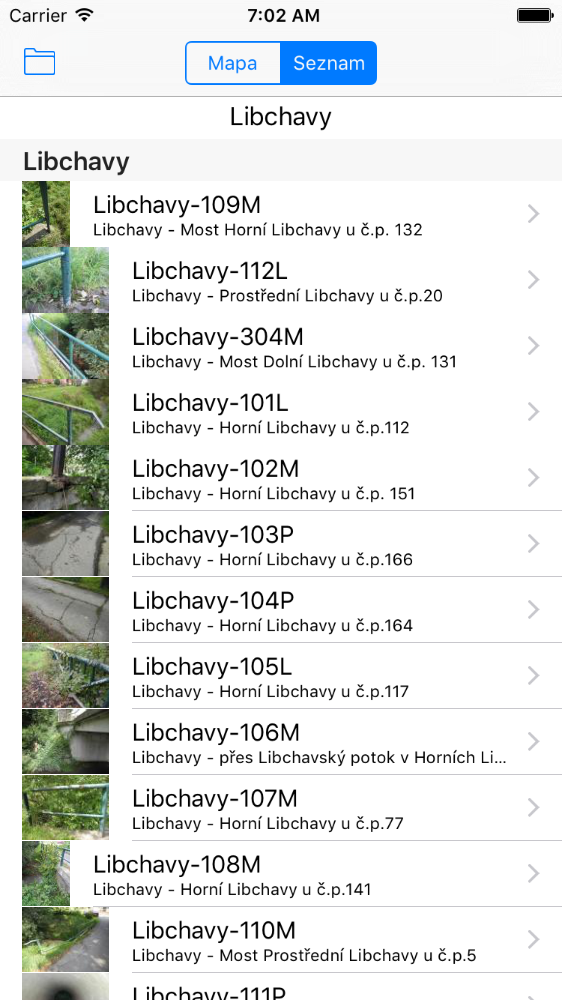 Carrier 7:02 AM
Mapa Seznam
Libchavy
Libchavy
Libchavy-109M
Libchavy - Most Horní Libchavy u č.p. 132
Libchavy-112L
Libchavy - Prostřední Libchavy u č.p.20
Libchavy-304M
Libchavy - Most Dolní Libchavy u č.p. 131
Libchavy-101L
Libchavy - Horní Libchavy u č.p.112
Libchavy-102M
Libchavy - Horní Libchavy u č.p. 151
Libchavy-103P
Libchavy - Horní Libchavy u č.p.166
Libchavy-104P
Libchavy - Horní Libchavy u č.p.164
Libchavy-105L
Libchavy - Horní Libchavy u č.p.117
Libchavy-106M
Libchavy - přes Libchavský potok v Horních Li...
Libchavy-107M
Libchavy - Horní Libchavy u č.p.77
Libchavy-108M
Libchavy - Horní Libchavy u č.p.141
Libchavy-110M
Libchavy - Most Prostřední Libchavy u č.p.5
Libchavy-111P